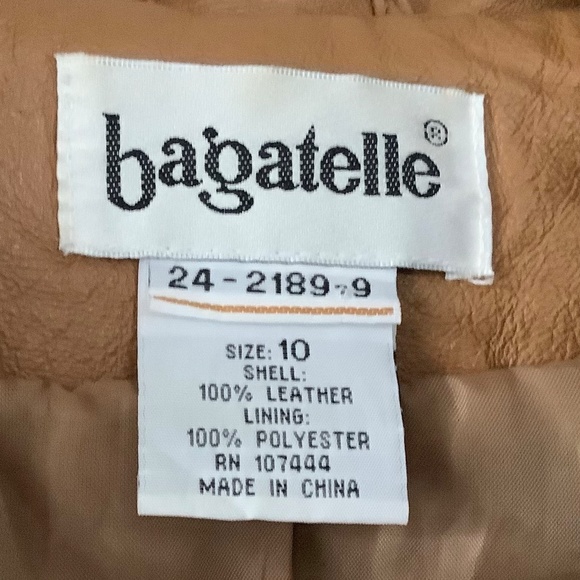 bagatelle®
24-2189-9
SIZE: 10
SHELL:
100% LEATHER
LINING:
100% POLYESTER
RN 107444
MADE IN CHINA